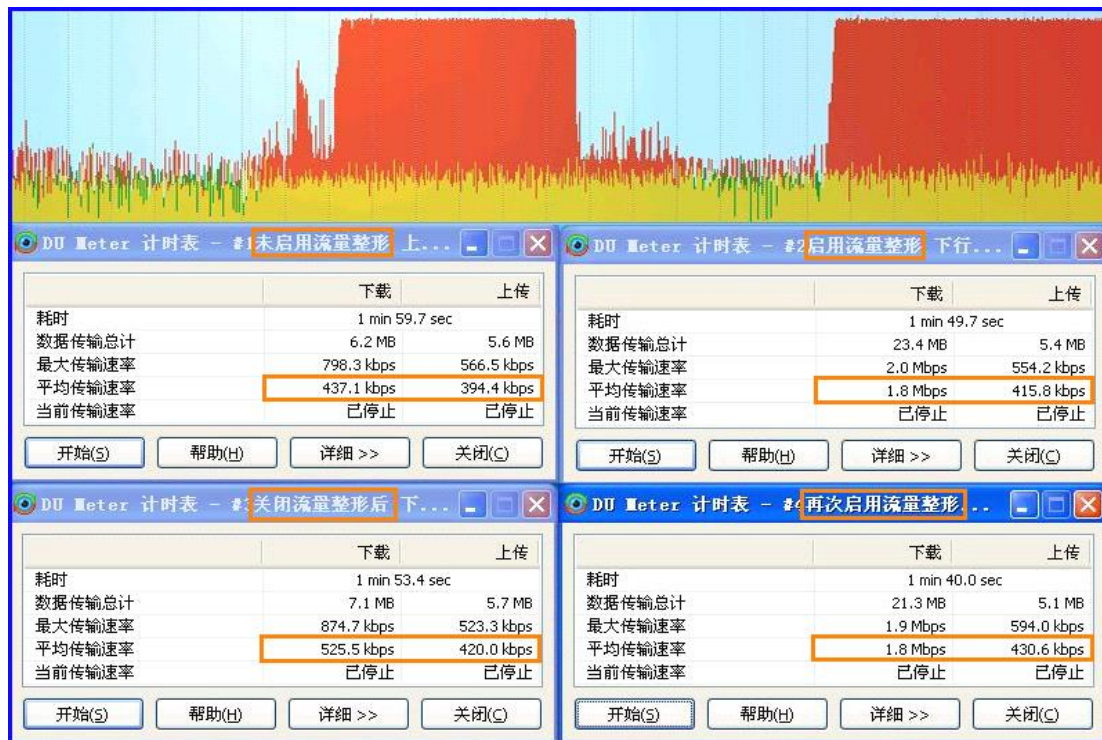 DU Meter 计时表 - #1未启用流量整形 上...
下载 上传
耗时 1 min 59.7 sec
数据传输总计 6.2 MB 5.6 MB
最大传输速率 798.3 kbps 566.5 kbps
平均传输速率 437.1 kbps 394.4 kbps
当前传输速率 已停止 已停止
开始(S) 帮助(H) 详细 >> 关闭(C)
DU Meter 计时表 - #2启用流量整形 下行...
下载 上传
耗时 1 min 49.7 sec
数据传输总计 23.4 MB 5.4 MB
最大传输速率 2.0 Mbps 554.2 kbps
平均传输速率 1.8 Mbps 415.8 kbps
当前传输速率 已停止 已停止
开始(S) 帮助(H) 详细 >> 关闭(C)
DU Meter 计时表 - #3关闭流量整形后 下...
下载 上传
耗时 1 min 53.4 sec
数据传输总计 7.1 MB 5.7 MB
最大传输速率 874.7 kbps 523.3 kbps
平均传输速率 525.5 kbps 420.0 kbps
当前传输速率 已停止 已停止
开始(S) 帮助(H) 详细 >> 关闭(C)
DU Meter 计时表 - #4再次启用流量整形...
下载 上传
耗时 1 min 40.0 sec
数据传输总计 21.3 MB 5.1 MB
最大传输速率 1.9 Mbps 594.0 kbps
平均传输速率 1.8 Mbps 430.6 kbps
当前传输速率 已停止 已停止
开始(S) 帮助(H) 详细 >> 关闭(C)